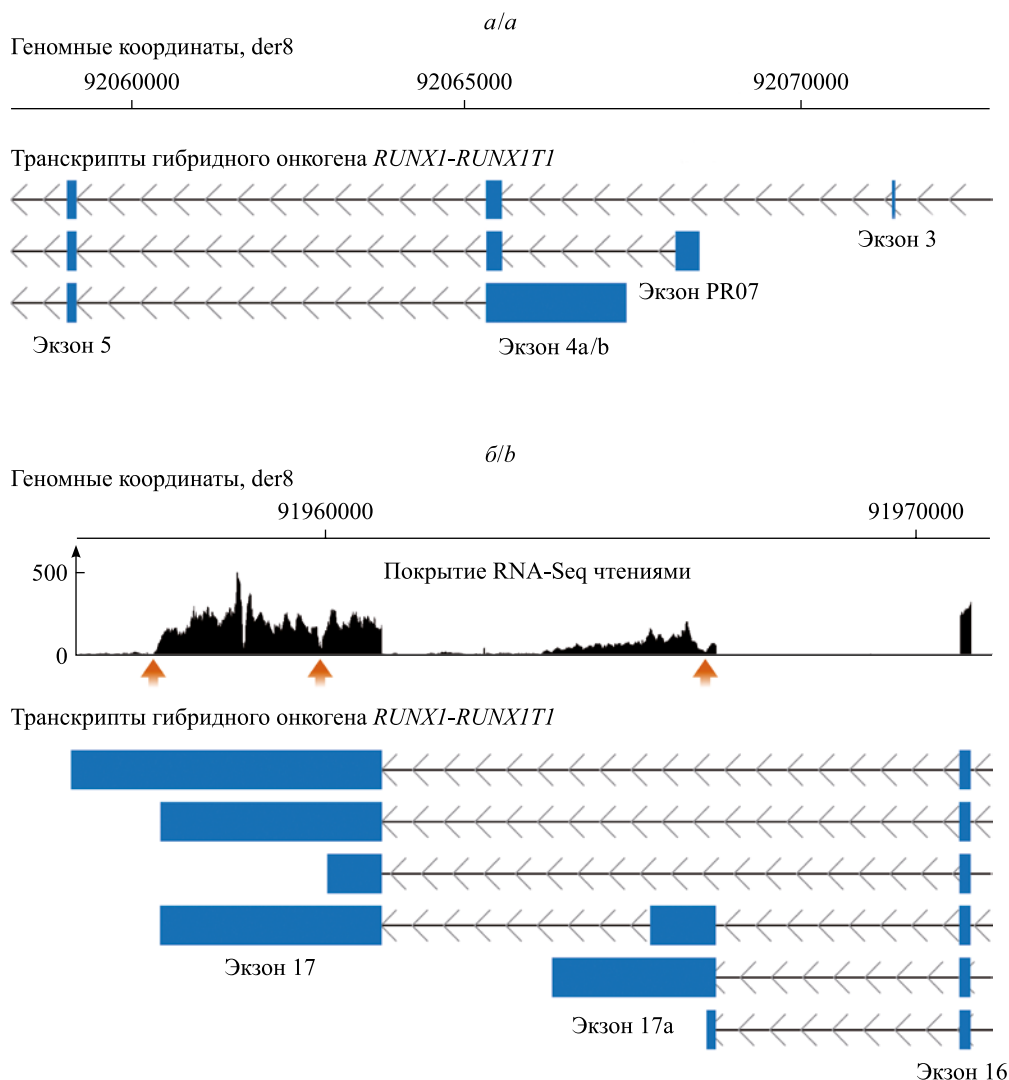 а/a
Геномные координаты, der8
92060000 92065000 92070000
Транскрипты гибридного онкогена RUNX1-RUNX1T1
Экзон 3
Экзон PR07
Экзон 5 Экзон 4a/b
б/b
Геномные координаты, der8
91960000 91970000
500 Покрытие RNA-Seq чтениями
0
Транскрипты гибридного онкогена RUNX1-RUNX1T1
Экзон 17
Экзон 17a
Экзон 16